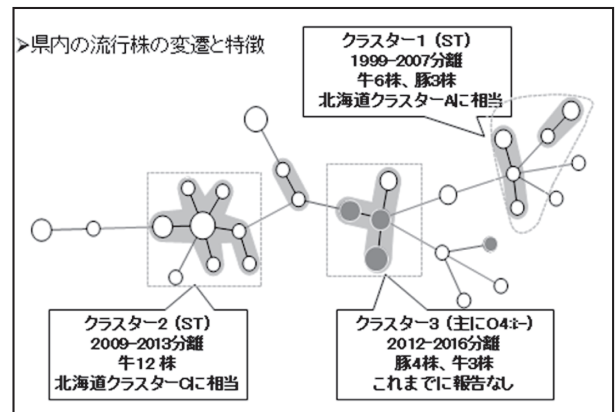 ➤県内の流行株の変遷と特徴
クラスター1 (ST)
1999-2007分離
牛6株、豚3株
北海道クラスターAに相当
クラスター2 (ST)
2009-2013分離
牛12 株
北海道クラスターCに相当
クラスター3 (主にO4:i:-)
2012-2016分離
豚4株、牛3株
これまでに報告なし